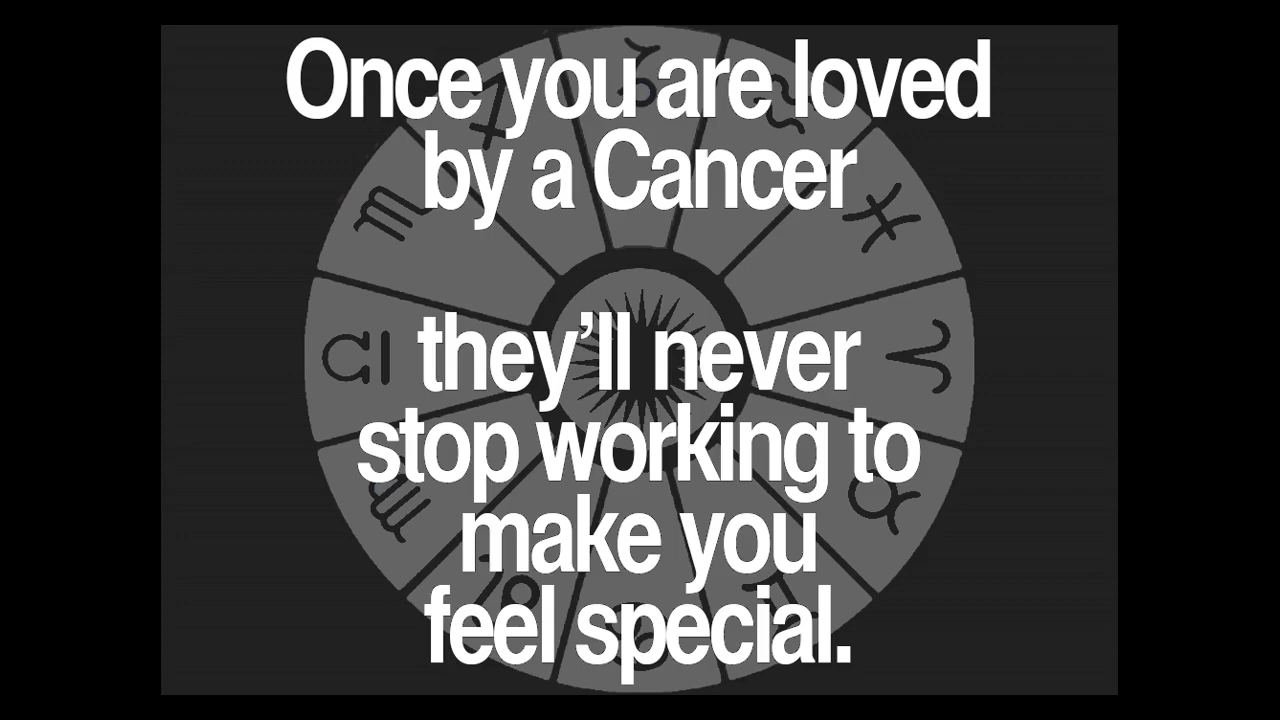 Once you are loved
by a Cancer
they’ll never
stop working to
make you
feel special.